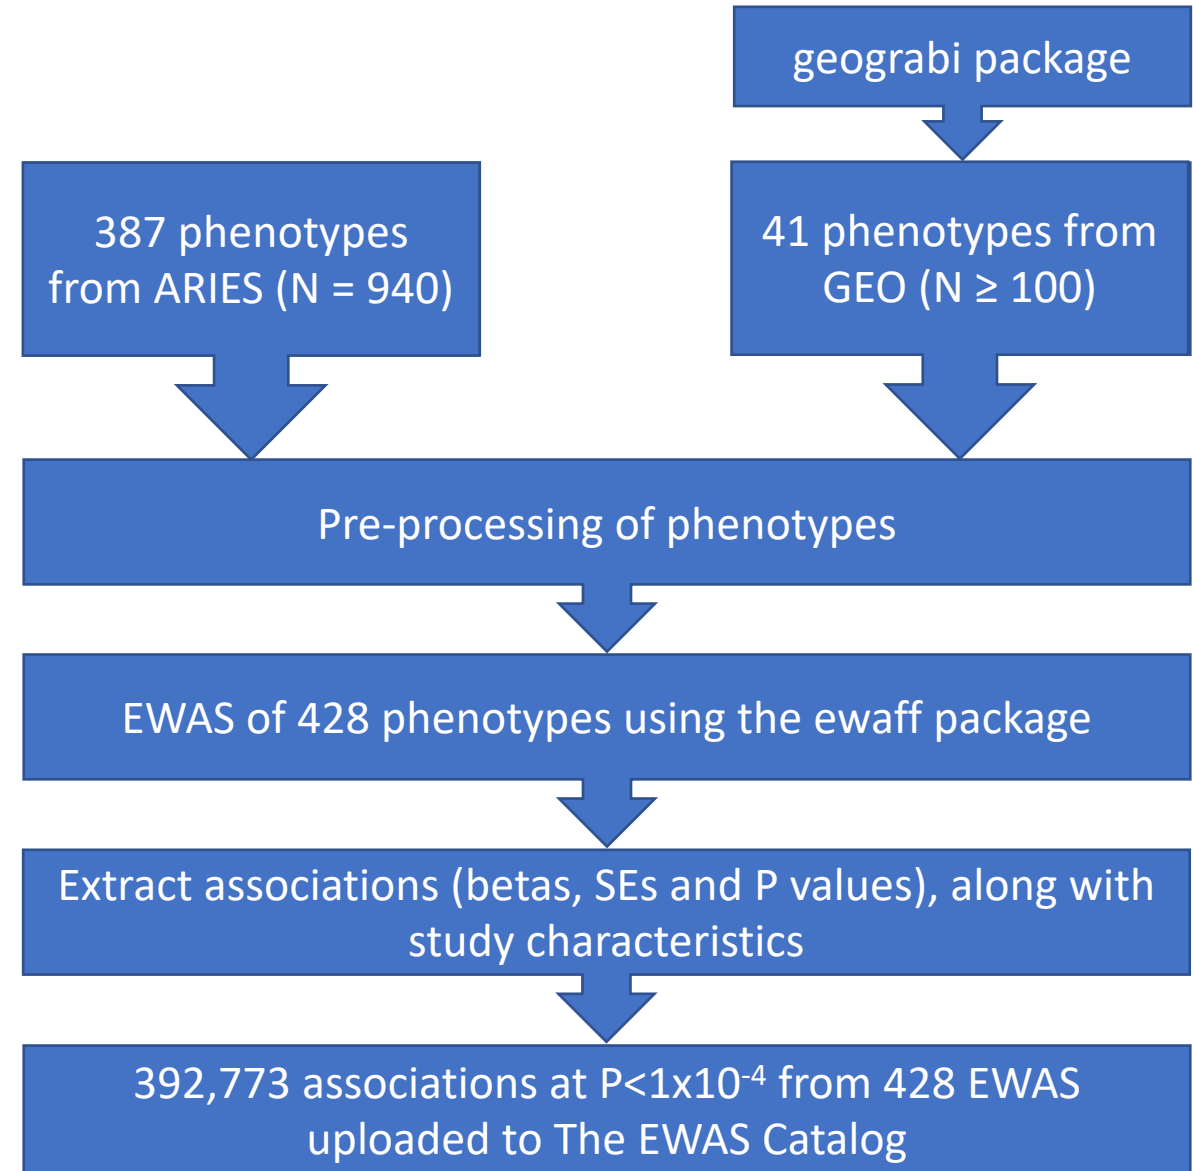 geograbi package
387 phenotypes
from ARIES (N = 940)
41 phenotypes from
GEO (N ≥ 100)
Pre-processing of phenotypes
EWAS of 428 phenotypes using the ewaff package
Extract associations (betas, SEs and P values), along with
study characteristics
392,773 associations at P<1x10⁻⁴ from 428 EWAS
uploaded to The EWAS Catalog